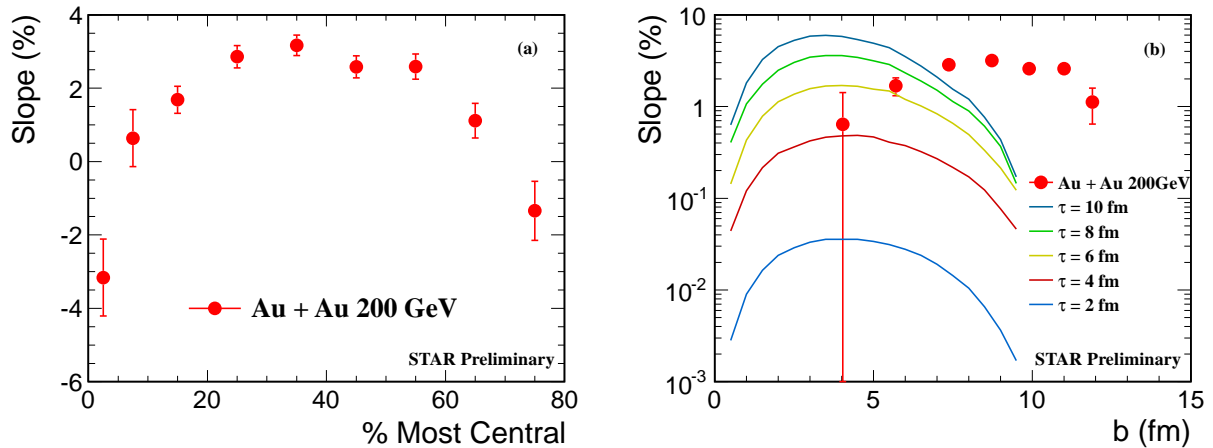 Slope (%)
4
2
0
-2
-4
-6
(a)
Au + Au 200 GeV
STAR Preliminary
0 20 40 60 80
% Most Central
Slope (%)
10
1
10-1
10-2
10-3
(b)
Au + Au 200GeV
τ = 10 fm
τ = 8 fm
τ = 6 fm
τ = 4 fm
τ = 2 fm
STAR Preliminary
0 5 10 15
b (fm)